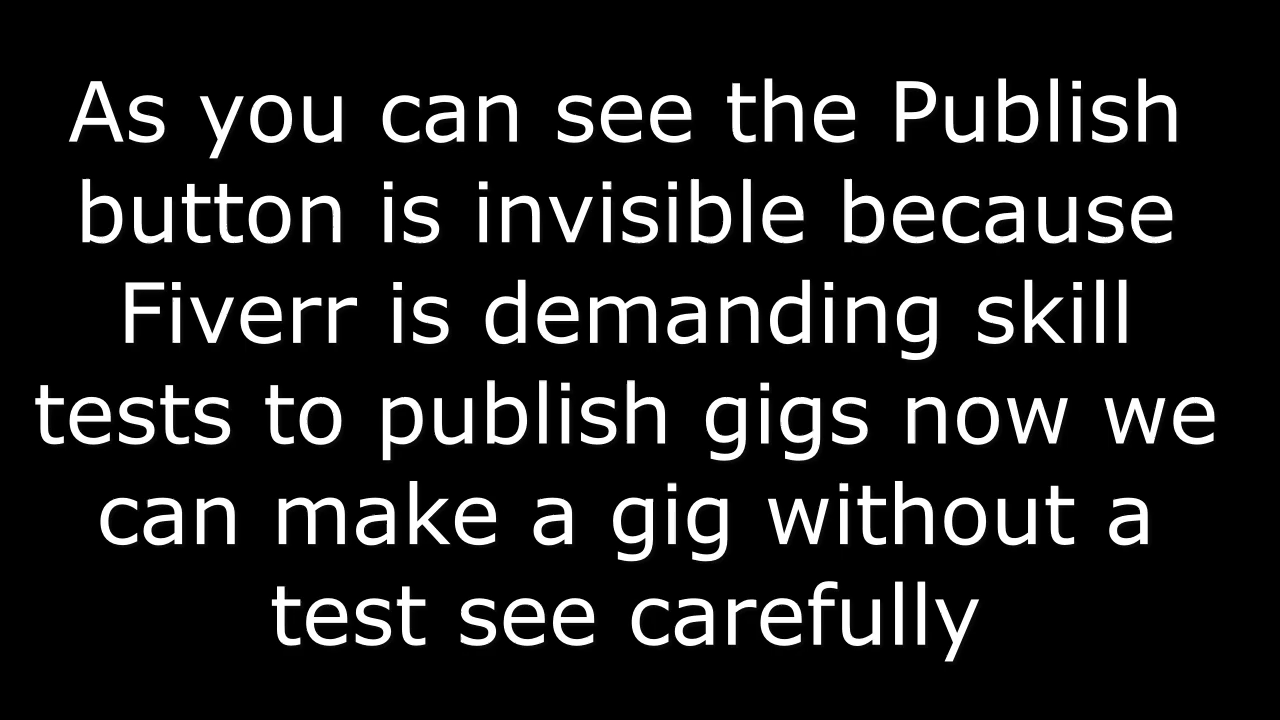 As you can see the Publish
button is invisible because
Fiverr is demanding skill
tests to publish gigs now we
can make a gig without a
test see carefully